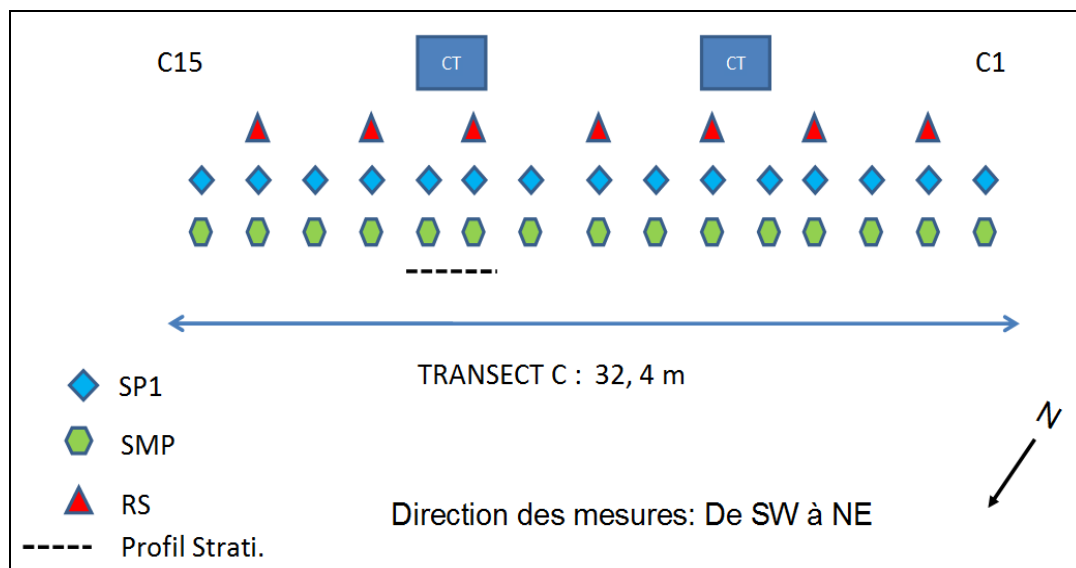 C15 CT CT C1
TRANSECT C : 32, 4 m
SP1
SMP
N
RS
Direction des mesures: De SW à NE
Profil Strati.